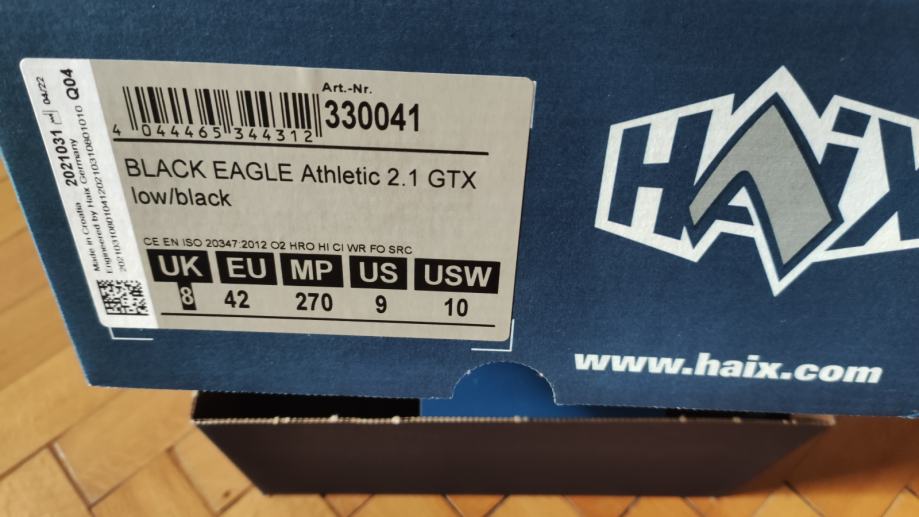 2021031 04/22 Q04
Made in Croatia
Engineered by Haix Germany
Art.-Nr.
330041
4 044465 344312
BLACK EAGLE Athletic 2.1 GTX
low/black
CE EN ISO 20347:2012 O2 HRO HI CI WR FO SRC
UK EU MP US USW
8 42 270 9 10
HAiX
www.haix.com